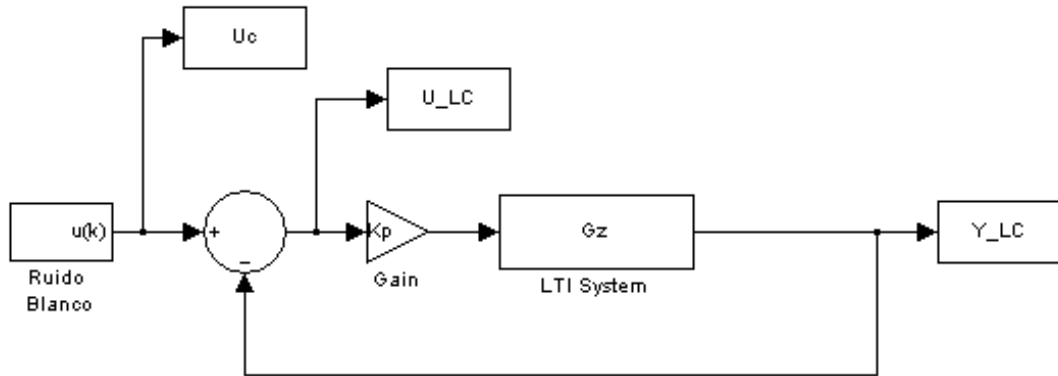 Uc
U_LC
u(k)
+
−
Kp
Gz
Y_LC
Ruido
Blanco
Gain
LTI System